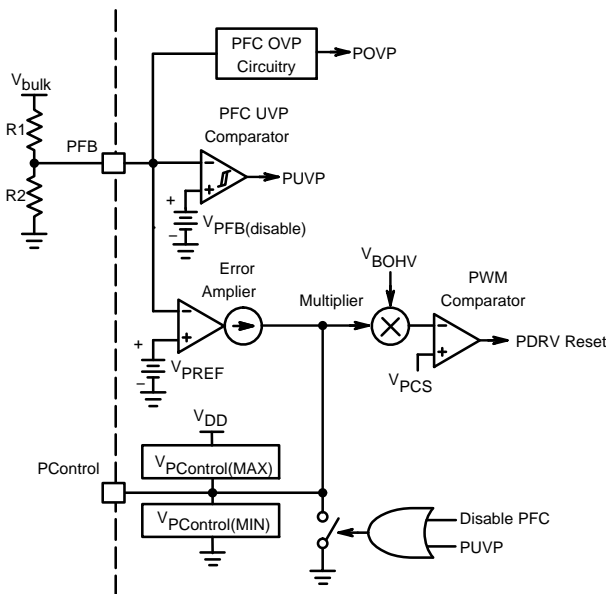 PFC OVP
Circuitry
POVP
Vbulk
R1
PFB
R2
PFC UVP
Comparator
−
+
PUVP
+
−
VPFB(disable)
Error
Amplier
−
+
+
−
VPREF
Multiplier
VBOHV
PWM
Comparator
−
+
PDRV Reset
VPCS
VDD
VPControl(MAX)
PControl
VPControl(MIN)
Disable PFC
PUVP